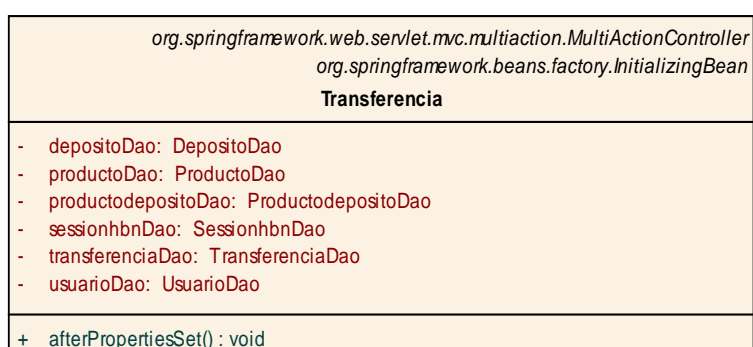 org.springframework.web.servlet.mvc.multiaction.MultiActionController
org.springframework.beans.factory.InitializingBean
Transferencia
- depositoDao: DepositoDao
- productoDao: ProductoDao
- productodepositoDao: ProductodepositoDao
- sessionhbnDao: SessionhbnDao
- transferenciaDao: TransferenciaDao
- usuarioDao: UsuarioDao
+ afterPropertiesSet() : void